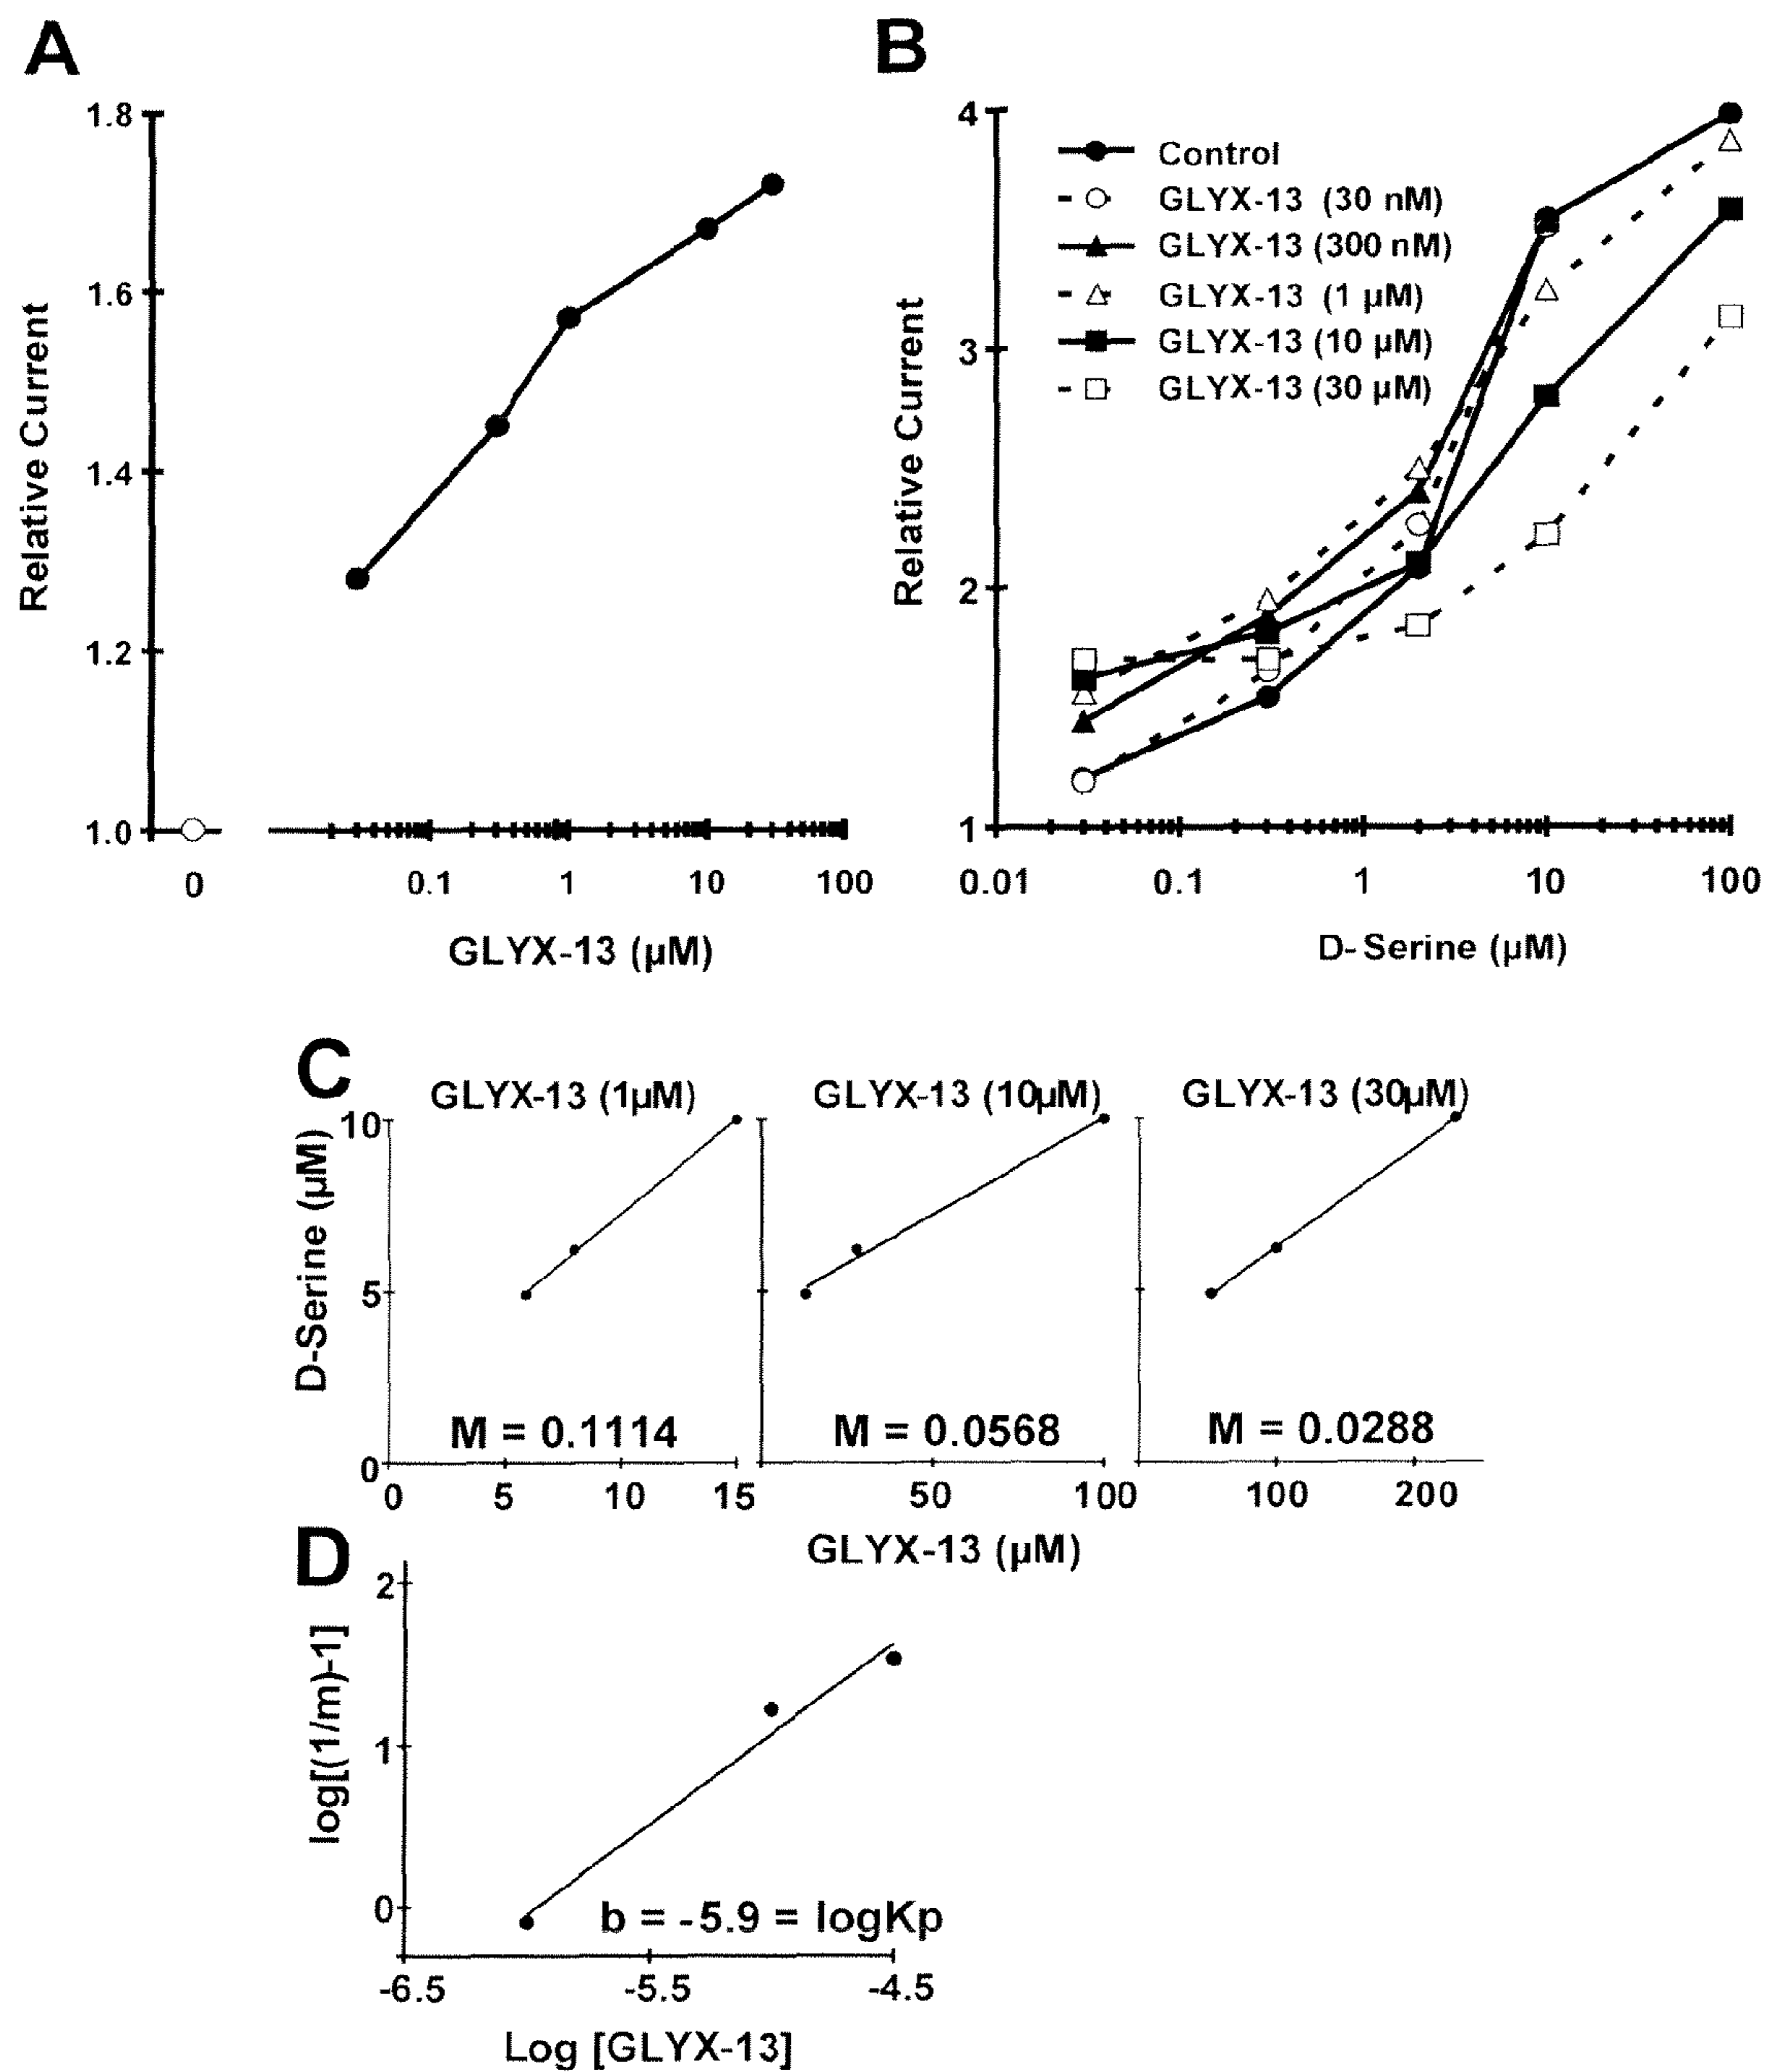 A
B
1.8
1.6
1.4
1.2
1.0
Relative Current
0 0.1 1 10 100
GLYX-13 (µM)
4
3
2
1
Relative Current
Control
GLYX-13 (30 nM)
GLYX-13 (300 nM)
GLYX-13 (1 µM)
GLYX-13 (10 µM)
GLYX-13 (30 µM)
0.01 0.1 1 10 100
D-Serine (µM)
C
GLYX-13 (1µM) GLYX-13 (10µM) GLYX-13 (30µM)
10
5
0
D-Serine (µM)
M = 0.1114 M = 0.0568 M = 0.0288
0 5 10 15 50 100 100 200
GLYX-13 (µM)
D
2
1
0
log[(1/m)-1]
b = -5.9 = logKp
-6.5 -5.5 -4.5
Log [GLYX-13]